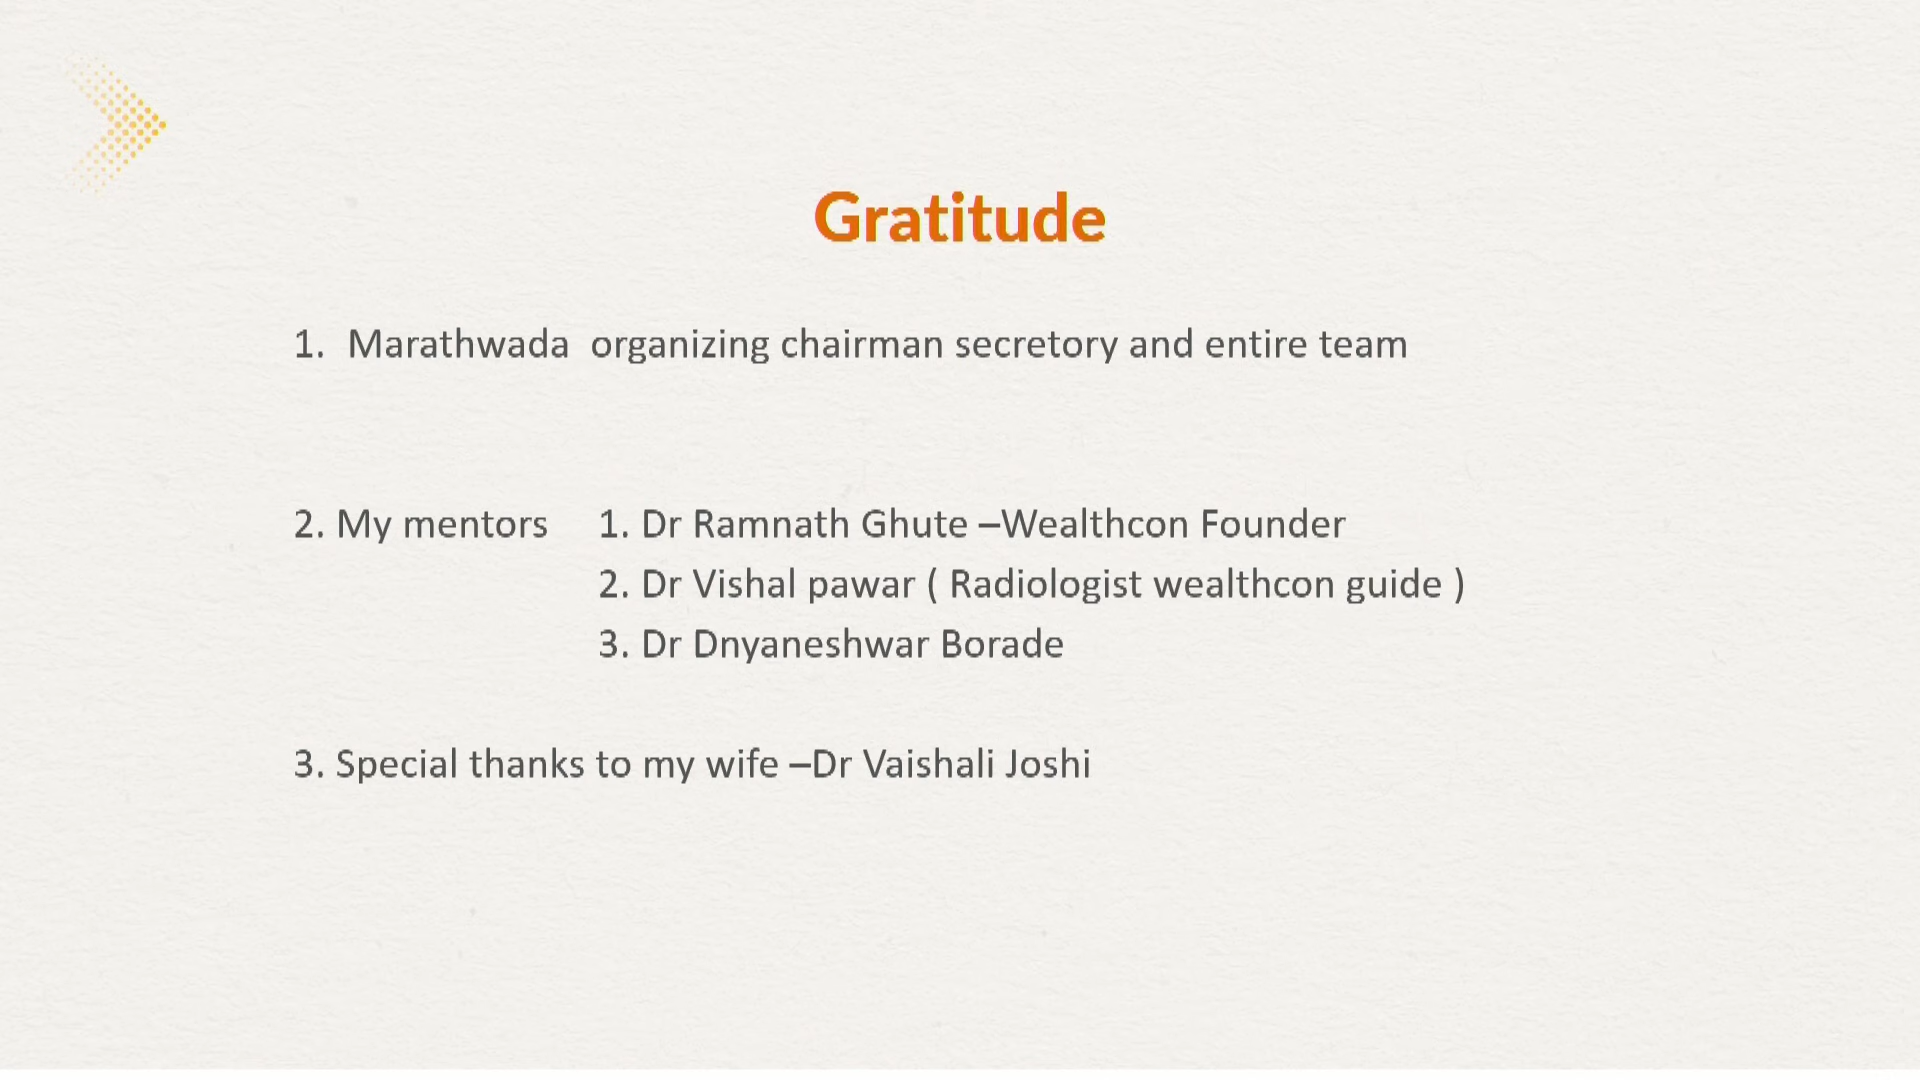 Gratitude
1. Marathwada organizing chairman secretory and entire team
2. My mentors 1. Dr Ramnath Ghute –Wealthcon Founder
2. Dr Vishal pawar ( Radiologist wealthcon guide )
3. Dr Dnyaneshwar Borade
3. Special thanks to my wife –Dr Vaishali Joshi